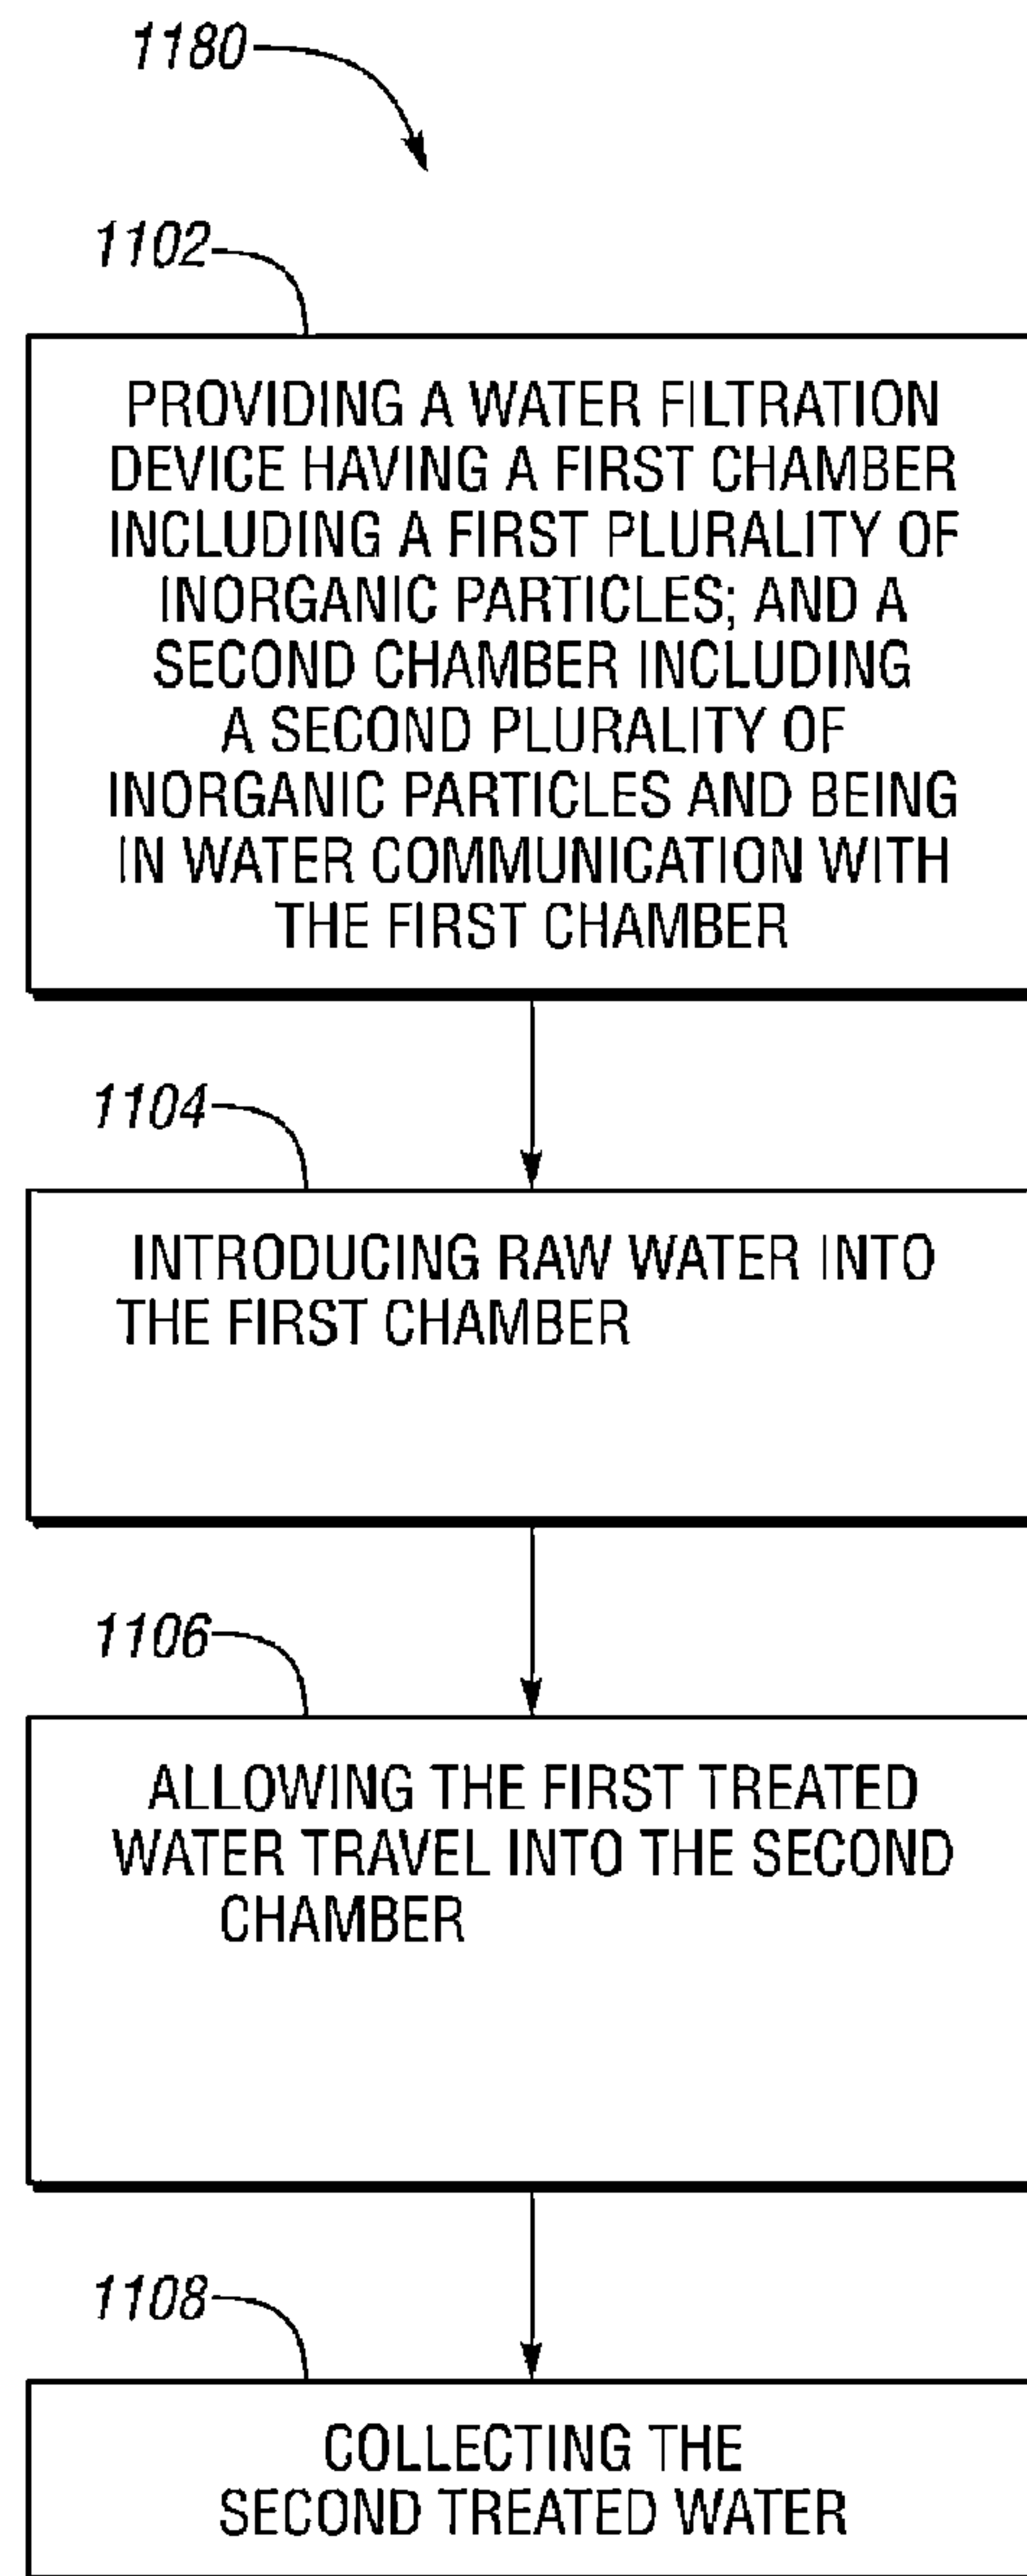 1180
1102
PROVIDING A WATER FILTRATION
DEVICE HAVING A FIRST CHAMBER
INCLUDING A FIRST PLURALITY OF
INORGANIC PARTICLES; AND A
SECOND CHAMBER INCLUDING
A SECOND PLURALITY OF
INORGANIC PARTICLES AND BEING
IN WATER COMMUNICATION WITH
THE FIRST CHAMBER
1104
INTRODUCING RAW WATER INTO
THE FIRST CHAMBER
1106
ALLOWING THE FIRST TREATED
WATER TRAVEL INTO THE SECOND
CHAMBER
1108
COLLECTING THE
SECOND TREATED WATER